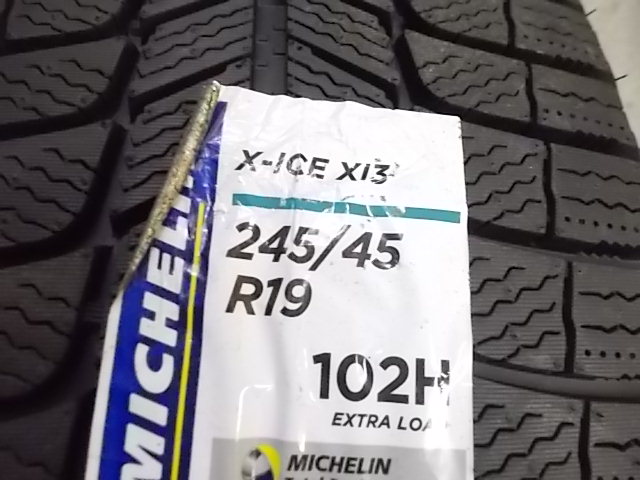 MICHELIN
X-ICE XI3
245/45
R19
102H
EXTRA LOA
MICHELIN